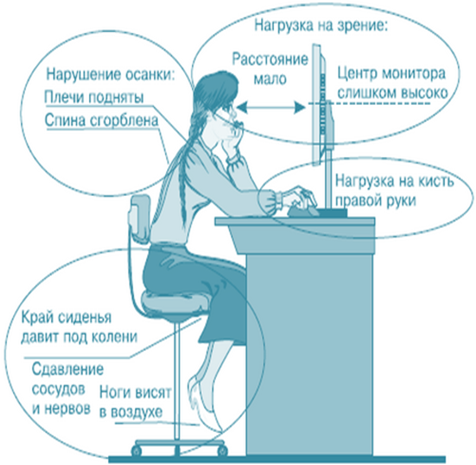 Нагрузка на зрение:
Расстояние
мало
Центр монитора
слишком высоко
Нарушение осанки:
Плечи подняты
Спина сгорблена
Нагрузка на кисть
правой руки
Край сиденья
давит под колени
Сдавление
сосудов
и нервов
Ноги висят
в воздухе